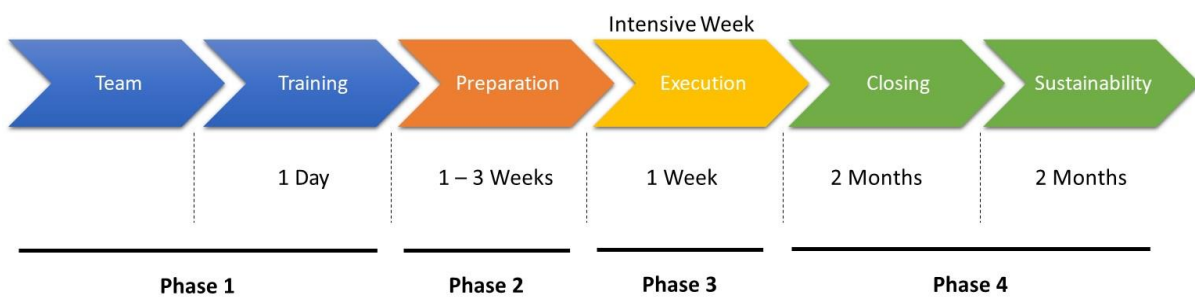 Intensive Week
Team
Training
Preparation
Execution
Closing
Sustainability
1 Day
1 – 3 Weeks
1 Week
2 Months
2 Months
Phase 1
Phase 2
Phase 3
Phase 4